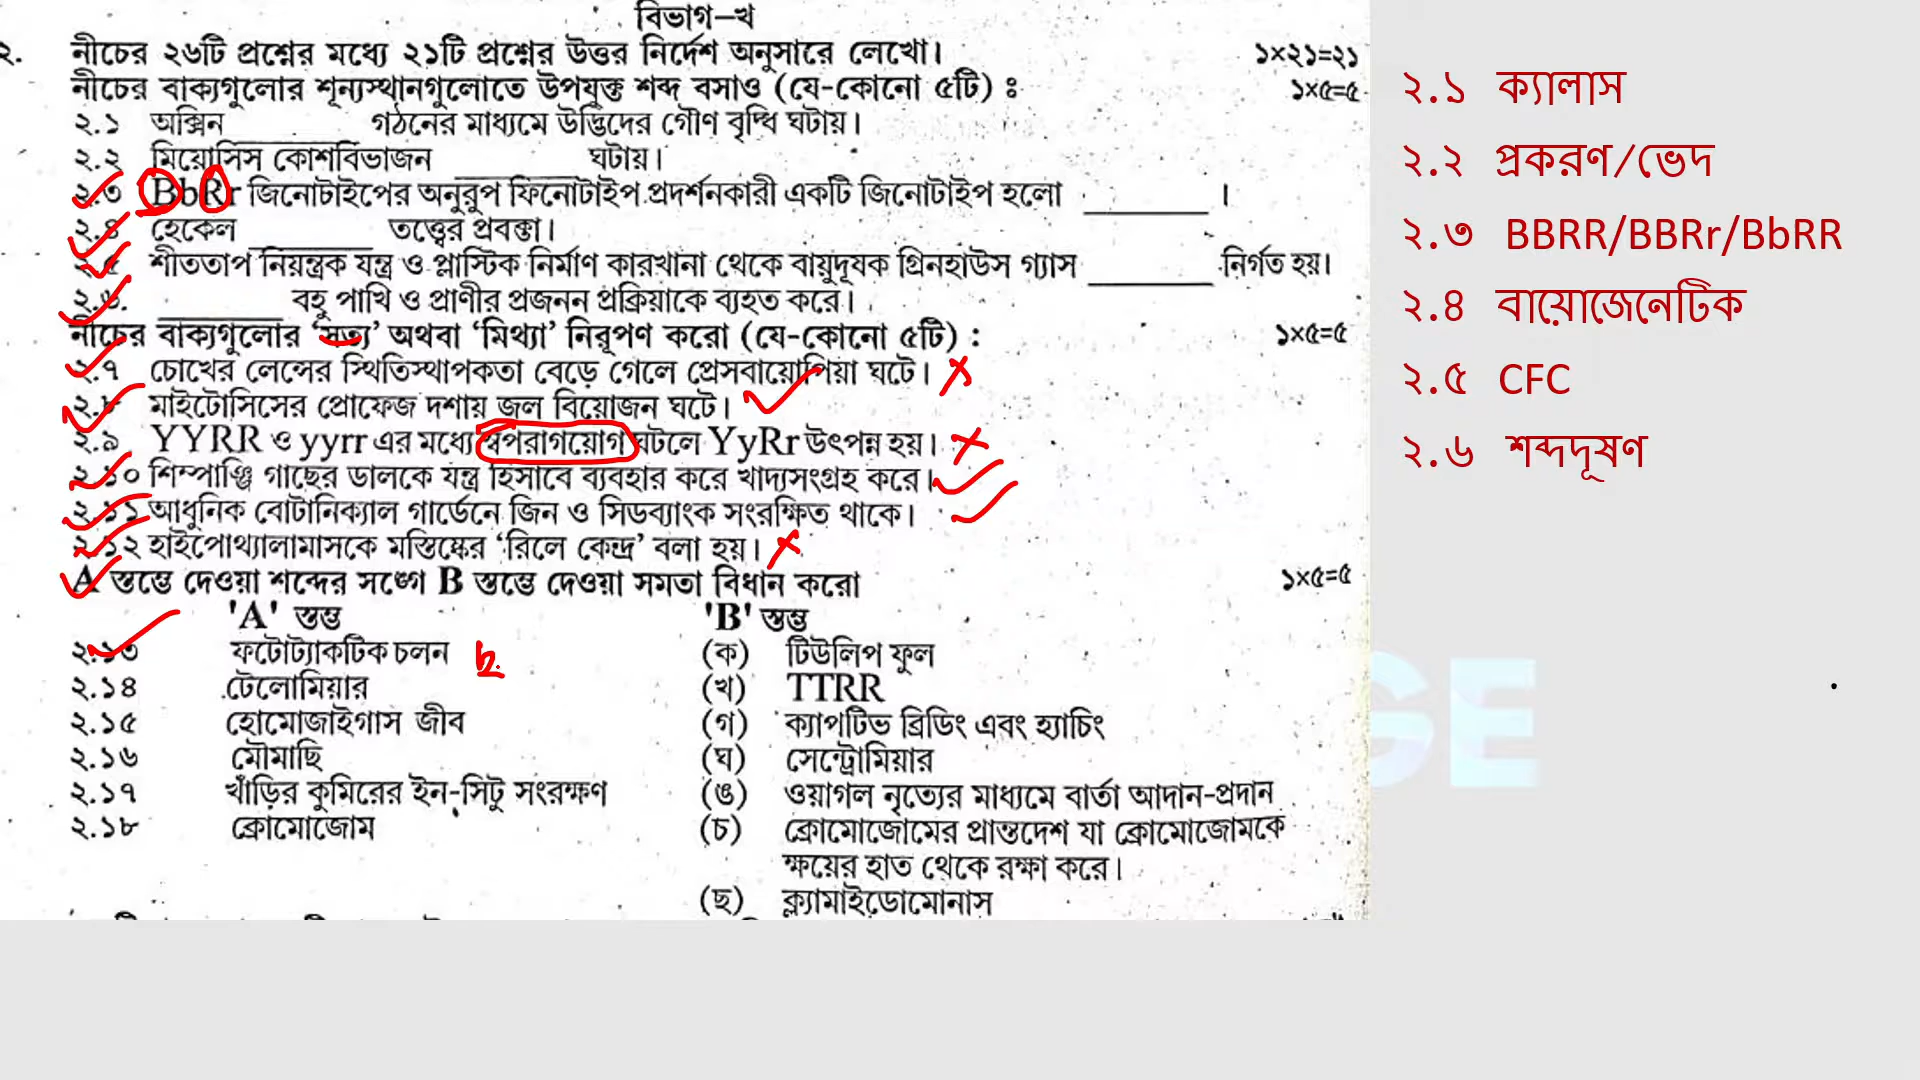 বিভাগ–খ
২. নীচের ২৬টি প্রশ্নের মধ্যে ২১টি প্রশ্নের উত্তর নির্দেশ অনুসারে লেখো। ১×২১=২১
নীচের বাক্যগুলোর শূন্যস্থানগুলোতে উপযুক্ত শব্দ বসাও (যে-কোনো ৫টি) ঃ ১×৫=৫
২.১ অক্সিন ________ গঠনের মাধ্যমে উদ্ভিদের গৌণ বৃদ্ধি ঘটায়।
২.২ মিয়োসিস কোশবিভাজন ________ ঘটায়।
২.৩ BbRr জিনোটাইপের অনুরূপ ফিনোটাইপ প্রদর্শনকারী একটি জিনোটাইপ হলো ________ ।
২.৪ হেকেল ________ তত্ত্বের প্রবক্তা।
২.৫ শীততাপ নিয়ন্ত্রক যন্ত্র ও প্লাস্টিক নির্মাণ কারখানা থেকে বায়ুদূষক গ্রিনহাউস গ্যাস ________ নির্গত হয়।
২.৬. ________ বহু পাখি ও প্রাণীর প্রজনন প্রক্রিয়াকে ব্যহত করে।
নীচের বাক্যগুলোর ‘সত্য’ অথবা ‘মিথ্যা’ নিরূপণ করো (যে-কোনো ৫টি) : ১×৫=৫
২.৭ চোখের লেন্সের স্থিতিস্থাপকতা বেড়ে গেলে প্রেসবায়োপিয়া ঘটে।
২.৮ মাইটোসিসের প্রোফেজ দশায় জল বিয়োজন ঘটে।
২.৯ YYRR ও yyrr এর মধ্যে স্বপরাগযোগ ঘটলে YyRr উৎপন্ন হয়।
২.১০ শিম্পাঞ্জি গাছের ডালকে যন্ত্র হিসাবে ব্যবহার করে খাদ্যসংগ্রহ করে।
২.১১ আধুনিক বোটানিক্যাল গার্ডেনে জিন ও সিডব্যাংক সংরক্ষিত থাকে।
২.১২ হাইপোথ্যালামাসকে মস্তিষ্কের ‘রিলে কেন্দ্র’ বলা হয়।
A স্তম্ভে দেওয়া শব্দের সঙ্গে B স্তম্ভে দেওয়া সমতা বিধান করো ১×৫=৫
'A' স্তম্ভ 'B' স্তম্ভ
২.১৩ ফটোট্যাকটিক চলন (ক) টিউলিপ ফুল
২.১৪ টেলোমিয়ার (খ) TTRR
২.১৫ হোমোজাইগাস জীব (গ) ক্যাপটিভ ব্রিডিং এবং হ্যাচিং
২.১৬ মৌমাছি (ঘ) সেন্ট্রোমিয়ার
২.১৭ খাঁড়ির কুমিরের ইন-সিটু সংরক্ষণ (ঙ) ওয়াগল নৃত্যের মাধ্যমে বার্তা আদান-প্রদান
২.১৮ ক্রোমোজোম (চ) ক্রোমোজোমের প্রান্তদেশ যা ক্রোমোজোমকে
ক্ষয়ের হাত থেকে রক্ষা করে।
(ছ) ক্ল্যামাইডোমোনাস
২.১ ক্যালাস
২.২ প্রকরণ/ভেদ
২.৩ BBRR/BBRr/BbRR
২.৪ বায়োজেনেটিক
২.৫ CFC
২.৬ শব্দদূষণ
GE